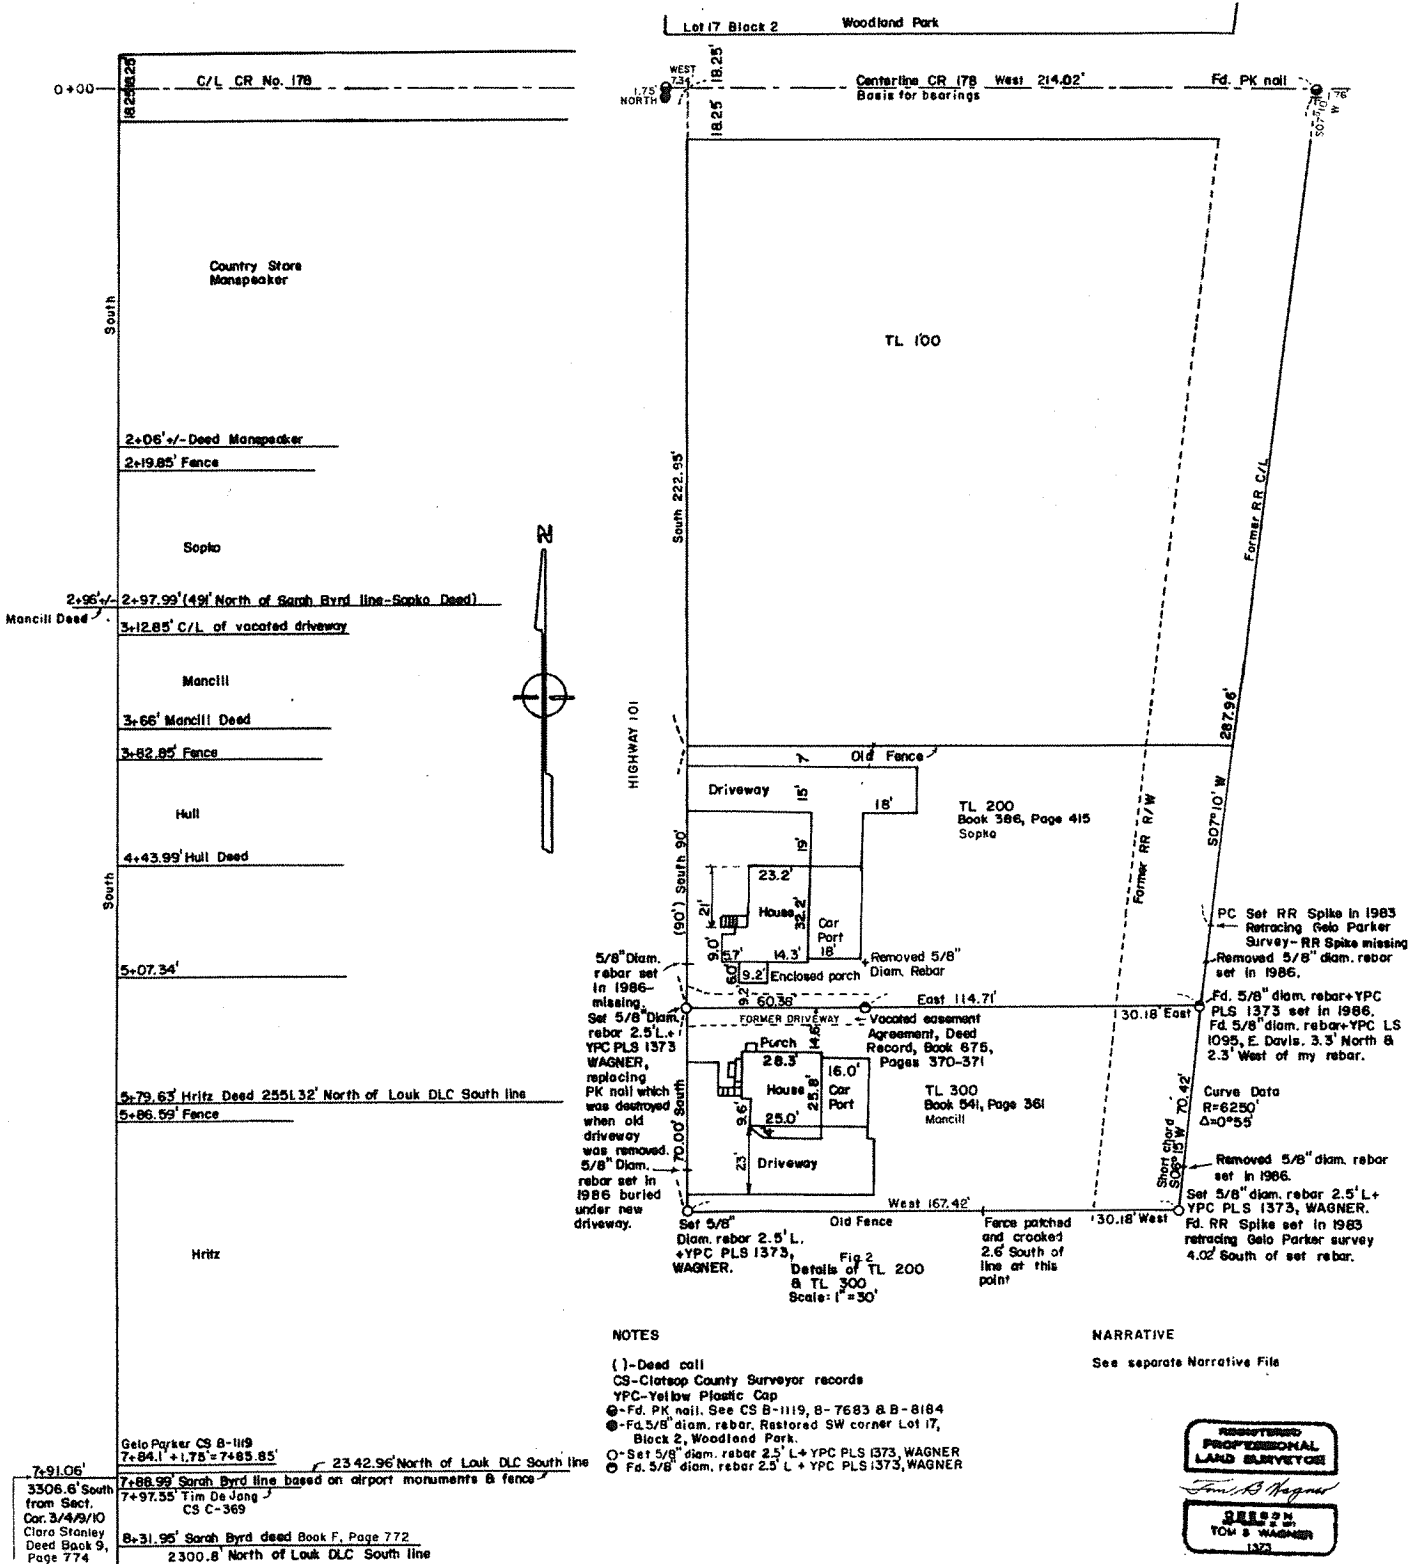 Lot 17 Block 2
Woodland Park
18.25'
18.25'
C/L CR No. 178
0+00
WEST
7.34'
1.75'
NORTH
18.25'
18.25'
Centerline CR 178 West 214.02'
Basis for bearings
Fd. PK nail
1.76
S07°10'
W
Country Store
Manspeaker
South
TL 100
2+06'+/-Deed Manspeaker
2+19.85' Fence
South 222.95'
Former RR C/L
Sopko
N
2+96'+/-
2+97.99'(491' North of Sarah Byrd line-Sopko Deed)
Mancill Deed
3+12.85' C/L of vacated driveway
Mancill
3+66' Mancill Deed
3+82.85' Fence
Hull
4+43.99' Hull Deed
South
5+07.34'
5+79.63' Hritz Deed 2551.32' North of Louk DLC South line
5+86.59' Fence
Hritz
HIGHWAY 101
287.96'
S07°10' W
7
Old Fence
Driveway
15'
18'
TL 200
Book 386, Page 415
Sopko
19'
(90') South 90'
Former RR R/W
23.2'
21'
House
32.2'
Car
Port
18'
9.0'
5.7'
14.3'
6.0'
9.2'
Enclosed porch
9.2'
Removed 5/8"
Diam. Rebar
PC Set RR Spike in 1983
Retracing Gelo Parker
Survey-RR Spike missing
Removed 5/8" diam. rebar
set in 1986.
5/8"Diam.
rebar set
in 1986-
missing.
Set 5/8"Diam.
rebar 2.5'L.+
YPC PLS 1373
WAGNER,
replacing
PK nail which
was destroyed
when old
driveway
was removed.
5/8" Diam.
rebar set in
1986 buried
under new
driveway.
60.38'
East 114.71'
30.18' East
FORMER DRIVEWAY
Vacated easement
Agreement, Deed
Record, Book 675,
Pages 370-371
Fd. 5/8" diam. rebar+YPC
PLS 1373 set in 1986.
Fd. 5/8"diam. rebar+YPC LS
1095, E. Davis. 3.3' North &
2.3' West of my rebar.
14.6'
Porch
28.3'
16.0'
House
25.8'
Car
Port
9.6'
25.0'
4'
23'
Driveway
70.00' South
TL 300
Book 541, Page 361
Mancill
Curve Data
R=6250'
Δ=0°55'
Short chord
S06°15' W 70.42'
Removed 5/8" diam. rebar
set in 1986.
West 167.42'
30.18' West
Old Fence
Set 5/8" diam. rebar 2.5' L+
YPC PLS 1373, WAGNER.
Fd. RR Spike set in 1983
retracing Gelo Parker survey
4.02' South of set rebar.
Set 5/8"
Diam. rebar 2.5' L.
+YPC PLS 1373,
WAGNER.
Fence patched
and crooked
2.6' South of
line at this
point
Fig 2
Details of TL 200
& TL 300
Scale: 1"=30'
NOTES
( )-Deed call
CS-Clatsop County Surveyor records
YPC-Yellow Plastic Cap
-Fd. PK nail. See CS B-1119, B-7683 & B-8184
-Fd.5/8" diam. rebar. Restored SW corner Lot 17,
Block 2, Woodland Park.
-Set 5/8" diam. rebar 2.5' L+YPC PLS 1373, WAGNER
Fd. 5/8" diam. rebar 2.5' L + YPC PLS 1373, WAGNER
NARRATIVE
See separate Narrative File
Gelo Parker CS B-1119
7+84.1'+1.75'=7+85.85'
2342.96' North of Louk DLC South line
7+91.06'
7+88.99' Sarah Byrd line based on airport monuments & fence
7+97.55' Tim De Jong
CS C-369
3306.6' South
from Sect.
Cor. 3/4/9/10
Clara Stanley
Deed Book 9,
Page 774
8+31.95' Sarah Byrd deed Book F, Page 772
2300.8' North of Louk DLC South line
REGISTERED
PROFESSIONAL
LAND SURVEYOR
Tom B Wagner
OREGON
TOM B WAGNER
1373